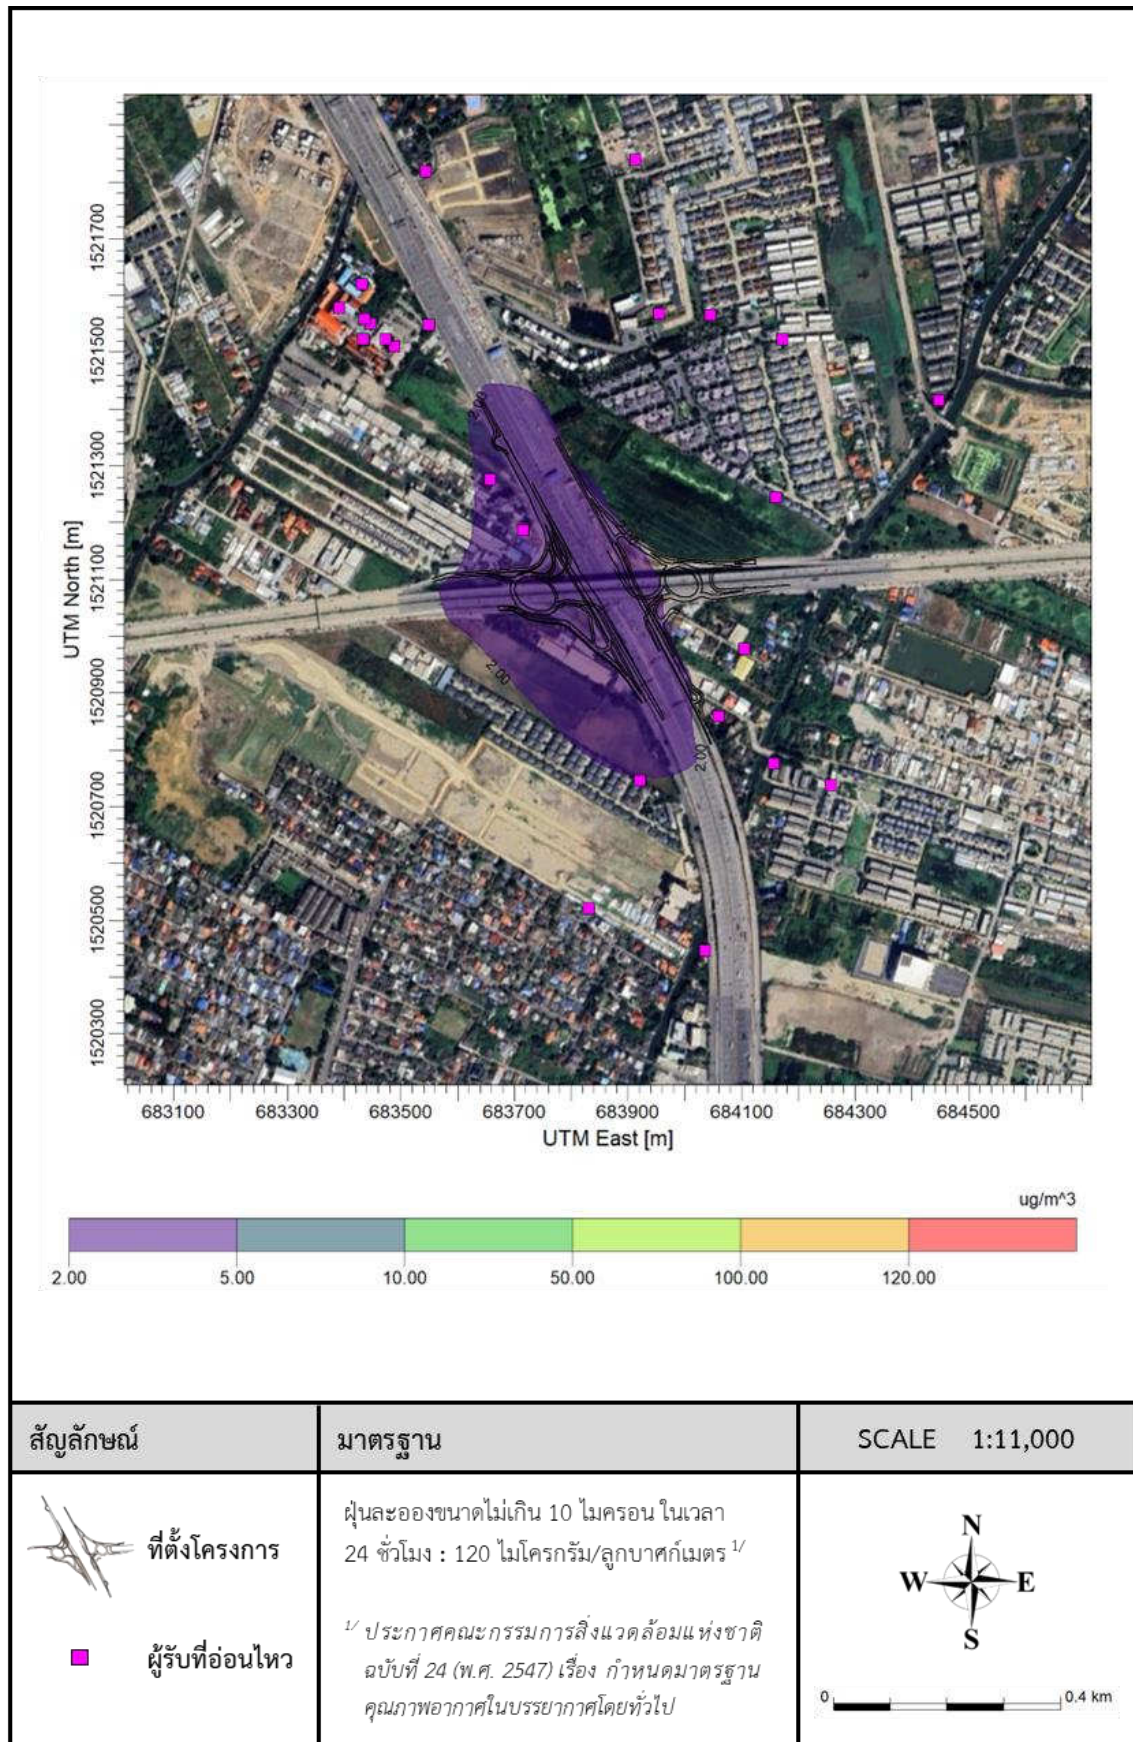 UTM North [m]
1521700
1521500
1521300
1521100
1520900
1520700
1520500
1520300
2.00
2.00
2.00
683100 683300 683500 683700 683900 684100 684300 684500
UTM East [m]
ug/m^3
2.00 5.00 10.00 50.00 100.00 120.00
สัญลักษณ์
ที่ตั้งโครงการ
ผู้รับที่อ่อนไหว
มาตรฐาน
ฝุ่นละอองขนาดไม่เกิน 10 ไมครอน ในเวลา
24 ชั่วโมง : 120 ไมโครกรัม/ลูกบาศก์เมตร 1/
1/ ประกาศคณะกรรมการสิ่งแวดล้อมแห่งชาติ
ฉบับที่ 24 (พ.ศ. 2547) เรื่อง กำหนดมาตรฐาน
คุณภาพอากาศในบรรยากาศโดยทั่วไป
SCALE 1:11,000
N
W E
S
0 0.4 km